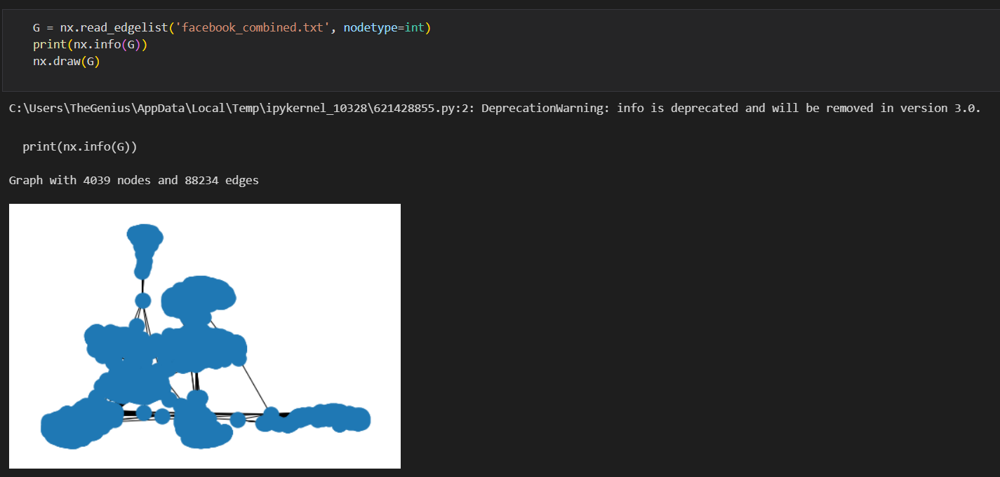 G = nx.read_edgelist('facebook_combined.txt', nodetype=int)
print(nx.info(G))
nx.draw(G)
C:\Users\TheGenius\AppData\Local\Temp\ipykernel_10328\621428855.py:2: DeprecationWarning: info is deprecated and will be removed in version 3.0.
print(nx.info(G))
Graph with 4039 nodes and 88234 edges